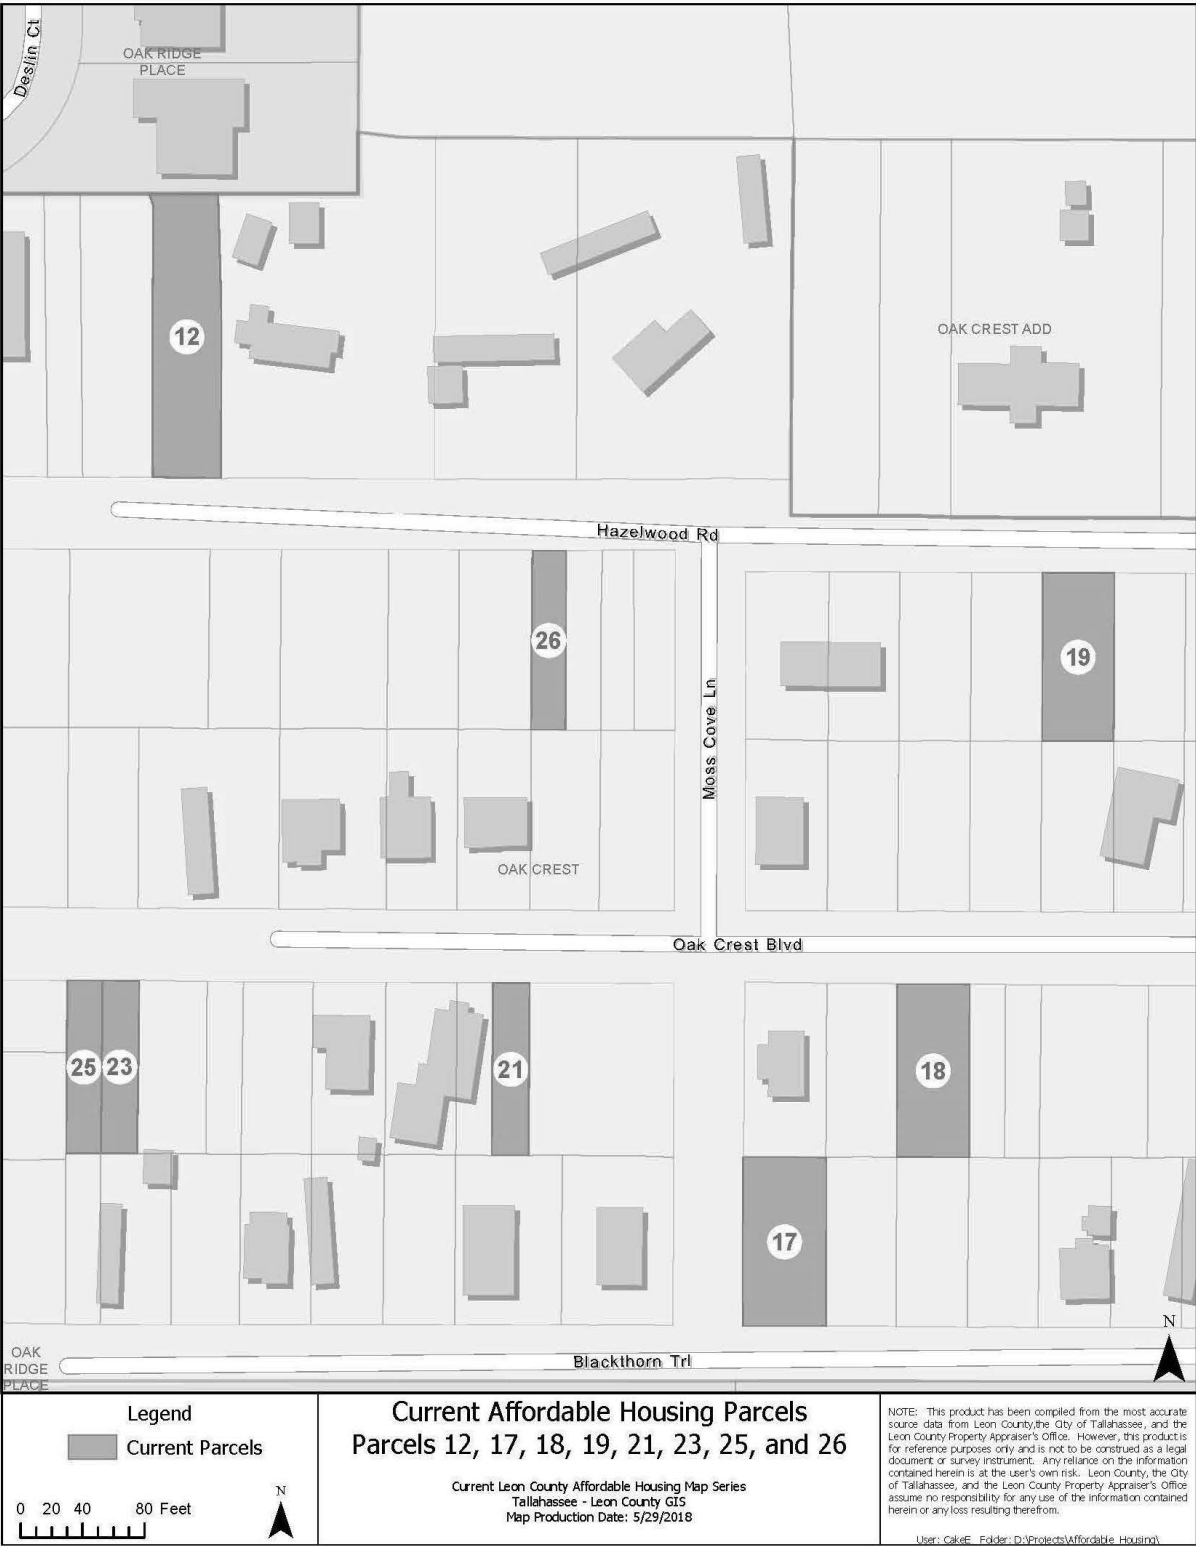 Deslin Ct
OAK RIDGE
PLACE
12
OAK CREST ADD
Hazelwood Rd
26
19
Moss Cove Ln
OAK CREST
Oak Crest Blvd
25
23
21
18
17
N
OAK
RIDGE
PLACE
Blackthorn Trl
Legend
Current Parcels
0 20 40 80 Feet
N
Current Affordable Housing Parcels
Parcels 12, 17, 18, 19, 21, 23, 25, and 26
Current Leon County Affordable Housing Map Series
Tallahassee - Leon County GIS
Map Production Date: 5/29/2018
NOTE: This product has been compiled from the most accurate
source data from Leon County,the City of Tallahassee, and the
Leon County Property Appraiser's Office. However, this product is
for reference purposes only and is not to be construed as a legal
document or survey instrument. Any reliance on the information
contained herein is at the user's own risk. Leon County, the City
of Tallahassee, and the Leon County Property Appraiser's Office
assume no responsibility for any use of the information contained
herein or any loss resulting therefrom.
User: CakeE Folder: D:\Projects\Affordable_Housing\